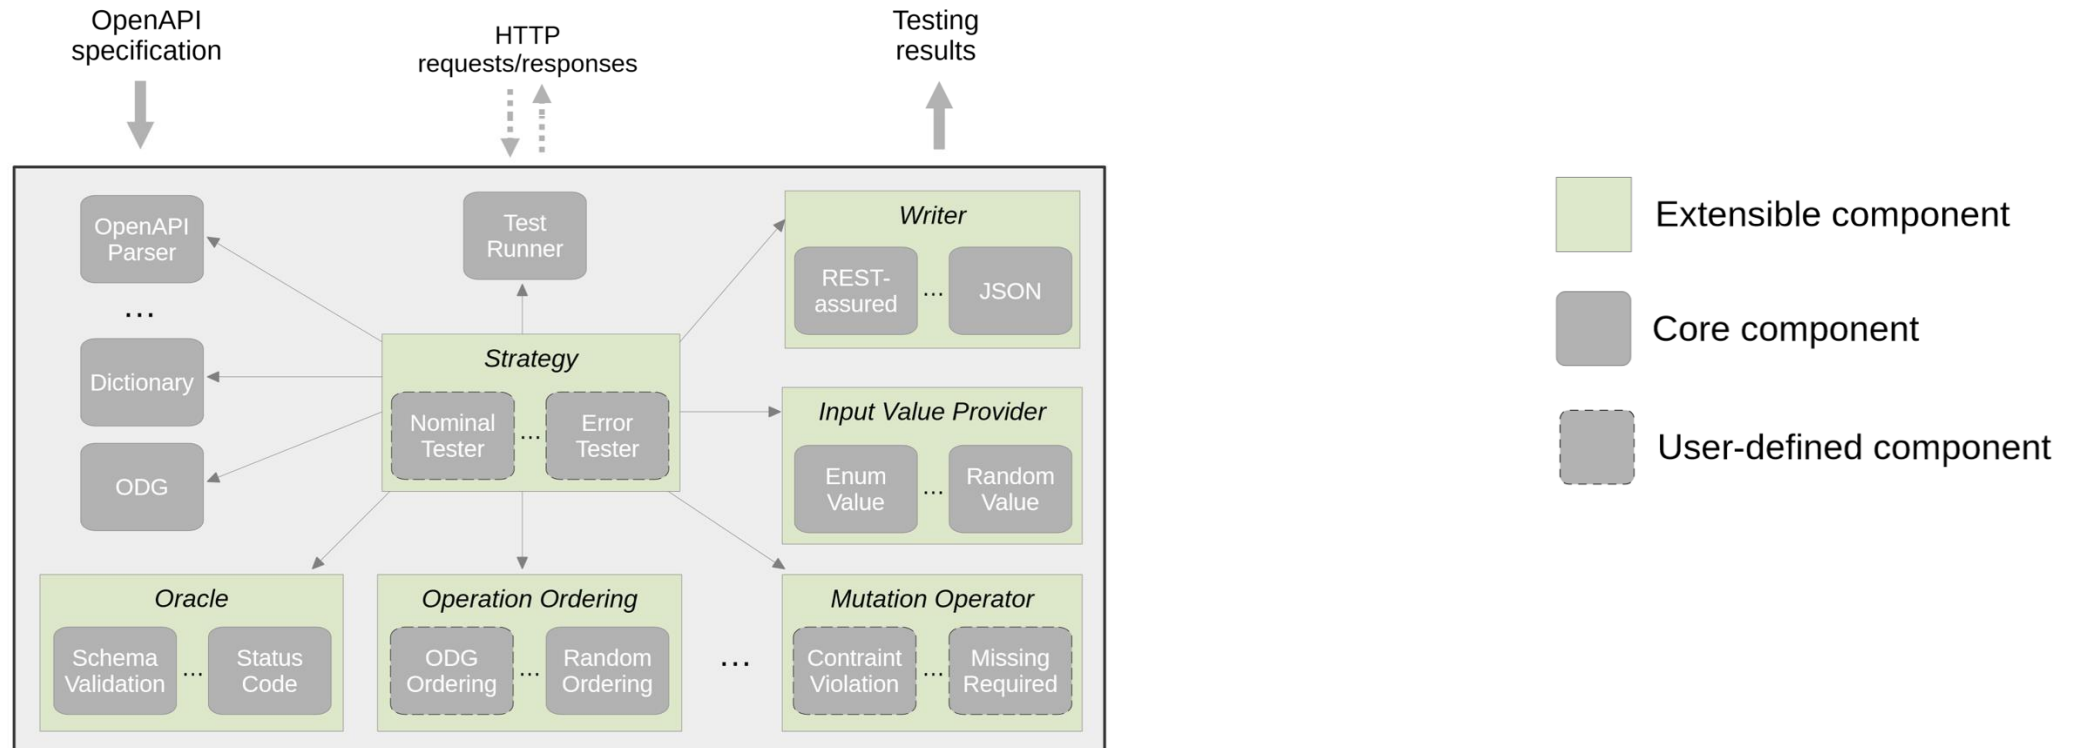 OpenAPI
specification
HTTP
requests/responses
Testing
results
OpenAPI
Parser
...
Dictionary
ODG
Test
Runner
Strategy
Nominal
Tester
...
Error
Tester
Writer
REST-
assured
...
JSON
Input Value Provider
Enum
Value
...
Random
Value
Oracle
Schema
Validation
...
Status
Code
Operation Ordering
ODG
Ordering
...
Random
Ordering
...
Mutation Operator
Contraint
Violation
...
Missing
Required
Extensible component
Core component
User-defined component